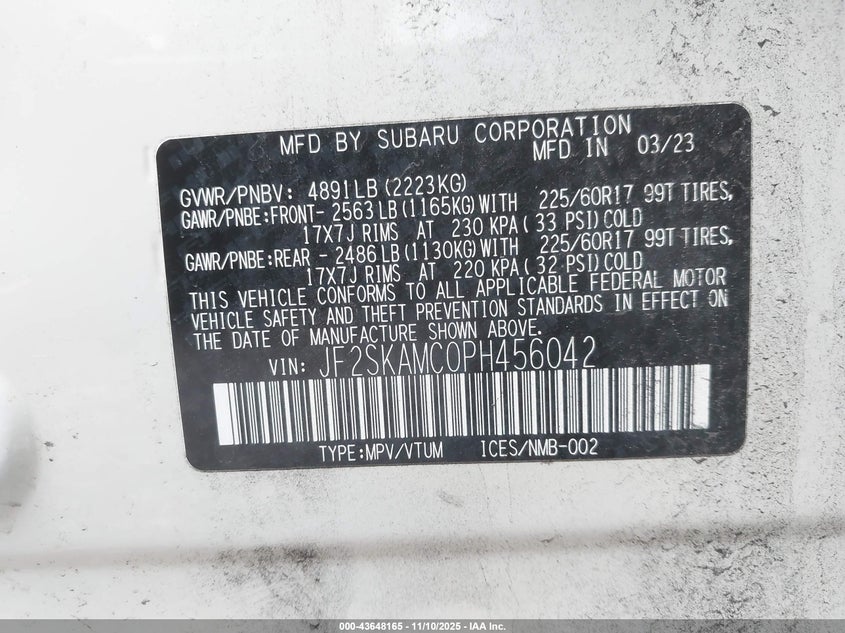 MFD BY SUBARU CORPORATION
MFD IN 03/23
GVWR/PNBV: 4891LB (2223KG)
GAWR/PNBE:FRONT- 2563LB (1165KG)WITH 225/60R17 99T TIRES,
17X7J RIMS AT 230 KPA( 33 PSI)COLD
GAWR/PNBE:REAR - 2486LB (1130KG)WITH 225/60R17 99T TIRES,
17X7J RIMS AT 220 KPA( 32 PSI)COLD
THIS VEHICLE CONFORMS TO ALL APPLICABLE FEDERAL MOTOR
VEHICLE SAFETY AND THEFT PREVENTION STANDARDS IN EFFECT ON
THE DATE OF MANUFACTURE SHOWN ABOVE.
VIN: JF2SKAMC0PH456042
TYPE:MPV/VTUM ICES/NMB-002
000-43648165 - 11/10/2025 - IAA Inc.